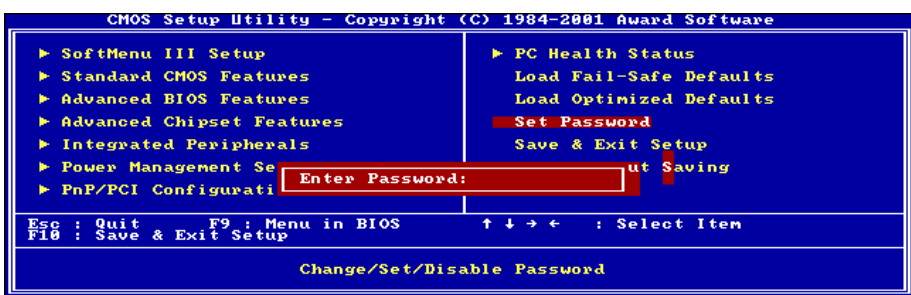 CMOS Setup Utility - Copyright (C) 1984-2001 Award Software
► SoftMenu III Setup
► Standard CMOS Features
► Advanced BIOS Features
► Advanced Chipset Features
► Integrated Peripherals
► Power Management Se
► PnP/PCI Configurati
► PC Health Status
Load Fail-Safe Defaults
Load Optimized Defaults
Set Password
Save & Exit Setup
ut Saving
Enter Password:
Esc : Quit F9 : Menu in BIOS ↑ ↓ → ← : Select Item
F10 : Save & Exit Setup
Change/Set/Disable Password